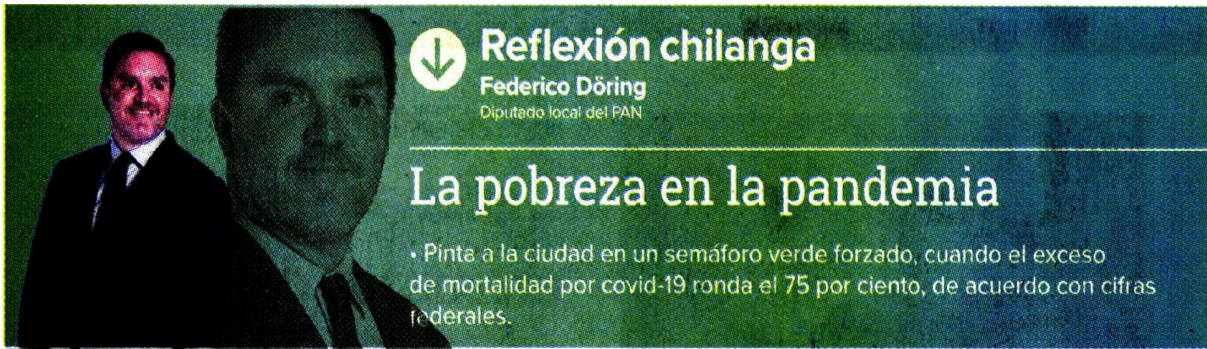 Reflexión chilanga
Federico Döring
Diputado local del PAN
La pobreza en la pandemia
• Pinta a la ciudad en un semáforo verde forzado, cuando el exceso
de mortalidad por covid-19 ronda el 75 por ciento, de acuerdo con cifras
federales.